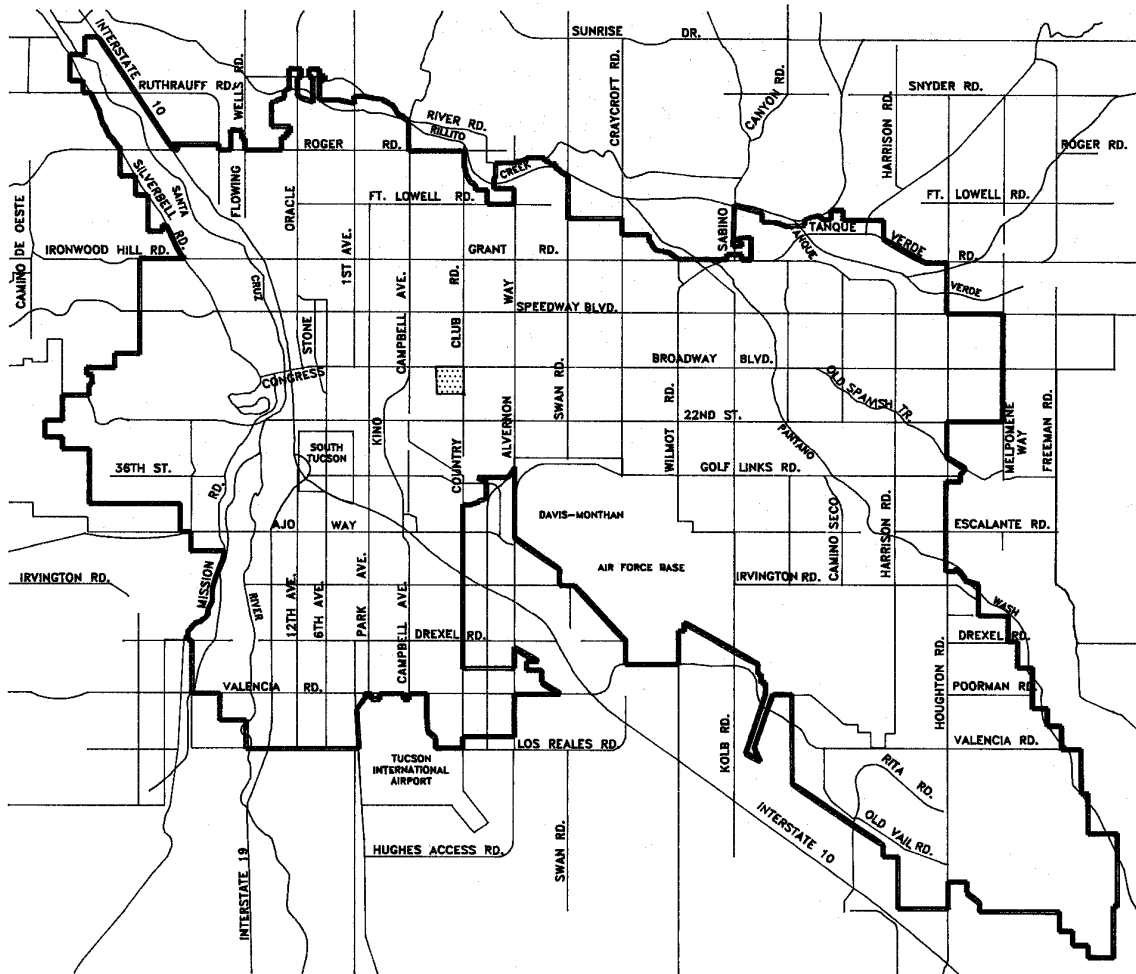 SUNRISE DR.
INTERSTATE 10
RUTHRAUFF RD.
WELLS RD.
FLOWING
CRAYCROFT RD.
CANYON RD.
SABINO
HARRISON RD.
SNYDER RD.
RIVER RD.
RILLITO
CREEK
ROGER RD.
ROGER RD.
CAMINO DE OESTE
SILVERBELL RD.
SANTA
CRUZ
ORACLE
FT. LOWELL RD.
FT. LOWELL RD.
1ST AVE.
IRONWOOD HILL RD.
GRANT RD.
TANQUE
VERDE
RD.
TANQUE
VERDE
STONE
CAMPBELL AVE.
CLUB RD.
WAY
SPEEDWAY BLVD.
CONGRESS
BROADWAY BLVD.
SWAN RD.
OLD SPANISH TR.
22ND ST.
KINO
COUNTRY
ALVERNON
WILMOT RD.
PANTANO
MELPOMENE
WAY
FREEMAN RD.
SOUTH
TUCSON
36TH ST.
GOLF LINKS RD.
RD.
AJO WAY
DAVIS-MONTHAN
AIR FORCE BASE
CAMINO SECO
HARRISON RD.
ESCALANTE RD.
IRVINGTON RD.
MISSION
RIVER
12TH AVE.
6TH AVE.
PARK AVE.
CAMPBELL AVE.
IRVINGTON RD.
WASH
DREXEL RD.
DREXEL RD.
HOUGHTON RD.
VALENCIA RD.
POORMAN RD.
LOS REALES RD.
KOLB RD.
VALENCIA RD.
TUCSON
INTERNATIONAL
AIRPORT
RITA RD.
OLD VAIL RD.
INTERSTATE 10
HUGHES ACCESS RD.
SWAN RD.
INTERSTATE 19